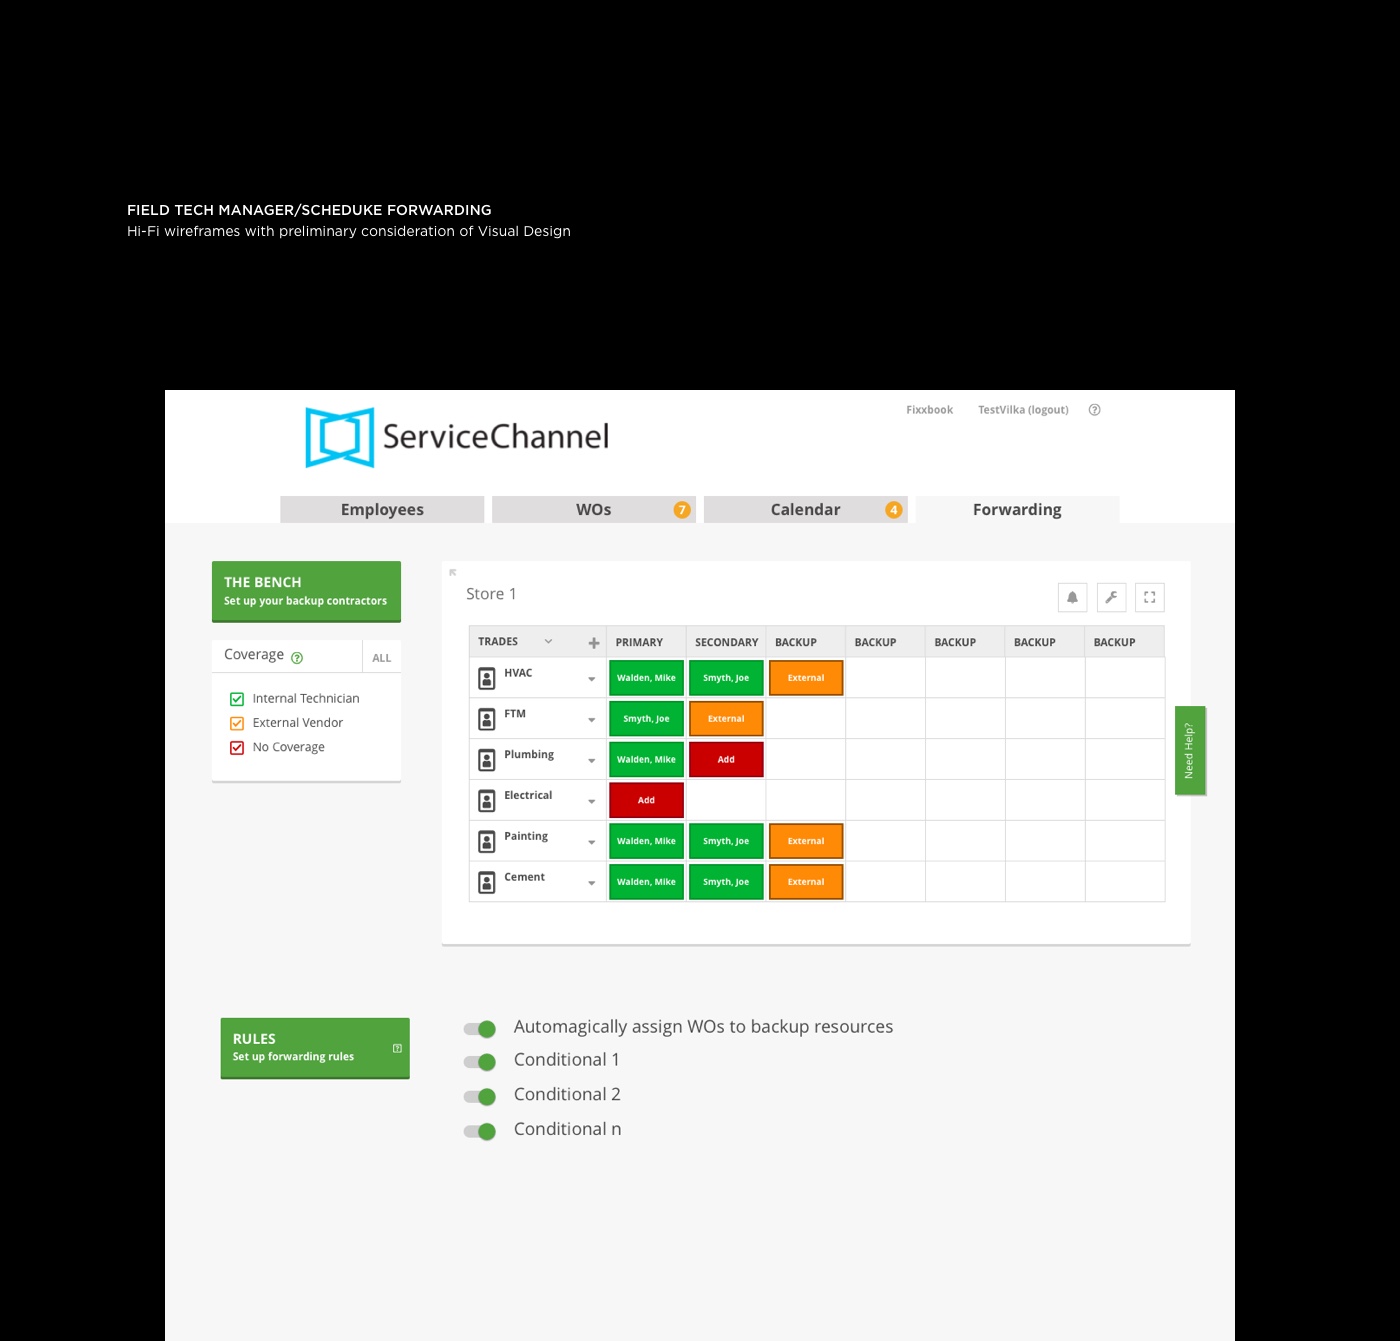 FIELD TECH MANAGER/SCHEDUKE FORWARDING
Hi-Fi wireframes with preliminary consideration of Visual Design
Fixxbook TestVilka (logout) ?
ServiceChannel
Employees WOs 7 Calendar 4 Forwarding
THE BENCH
Set up your backup contractors
Coverage ? ALL
Internal Technician
External Vendor
No Coverage
Store 1
TRADES PRIMARY SECONDARY BACKUP BACKUP BACKUP BACKUP BACKUP
HVAC Walden, Mike Smyth, Joe External
FTM Smyth, Joe External
Plumbing Walden, Mike Add
Electrical Add
Painting Walden, Mike Smyth, Joe External
Cement Walden, Mike Smyth, Joe External
Need Help?
RULES
Set up forwarding rules ?
Automagically assign WOs to backup resources
Conditional 1
Conditional 2
Conditional n